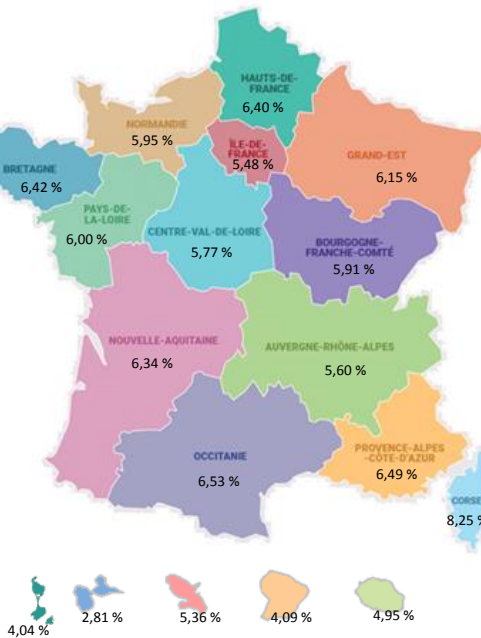 HAUTS-DE-
FRANCE
6,40 %
NORMANDIE
5,95 %
ÎLE-DE-
FRANCE
5,48 %
GRAND-EST
6,15 %
BRETAGNE
6,42 %
PAYS-DE-
LA-LOIRE
6,00 %
CENTRE-VAL-DE-LOIRE
5,77 %
BOURGOGNE-
FRANCHE-COMTÉ
5,91 %
NOUVELLE-AQUITAINE
6,34 %
AUVERGNE-RHÔNE-ALPES
5,60 %
OCCITANIE
6,53 %
PROVENCE-ALPES
-CÔTE-D'AZUR
6,49 %
CORSE
8,25 %
4,04 %
2,81 %
5,36 %
4,09 %
4,95 %